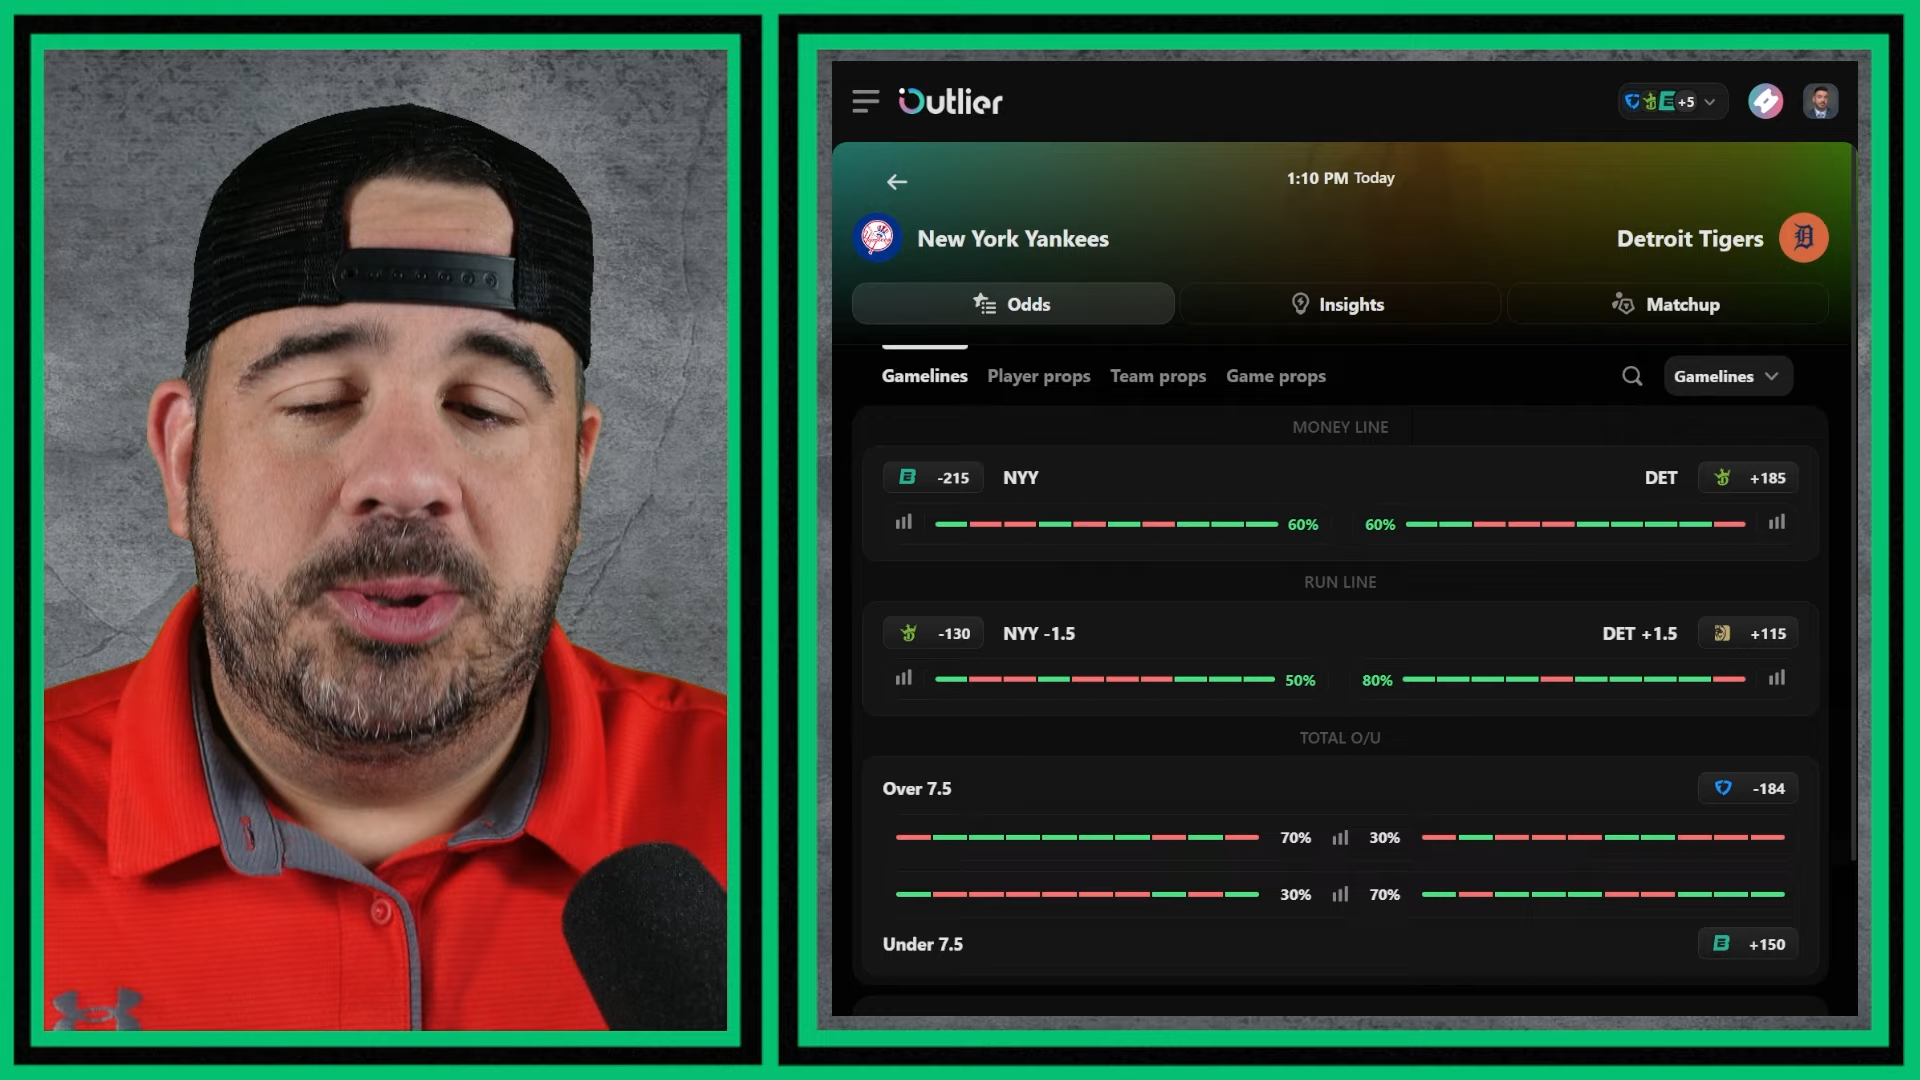 Outlier
+5
1:10 PM Today
New York Yankees
Detroit Tigers
Odds
Insights
Matchup
Gamelines
Player props
Team props
Game props
Gamelines
MONEY LINE
-215
NYY
DET
+185
60%
60%
RUN LINE
-130
NYY -1.5
DET +1.5
+115
50%
80%
TOTAL O/U
Over 7.5
-184
70%
30%
30%
70%
Under 7.5
+150